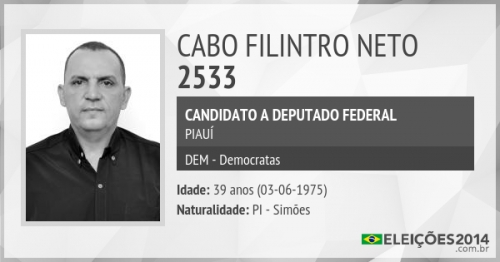 CABO FILINTRO NETO
2533
CANDIDATO A DEPUTADO FEDERAL
PIAUÍ
DEM - Democratas
Idade: 39 anos (03-06-1975)
Naturalidade: PI - Simões
ELEIÇÕES2014
.com.br